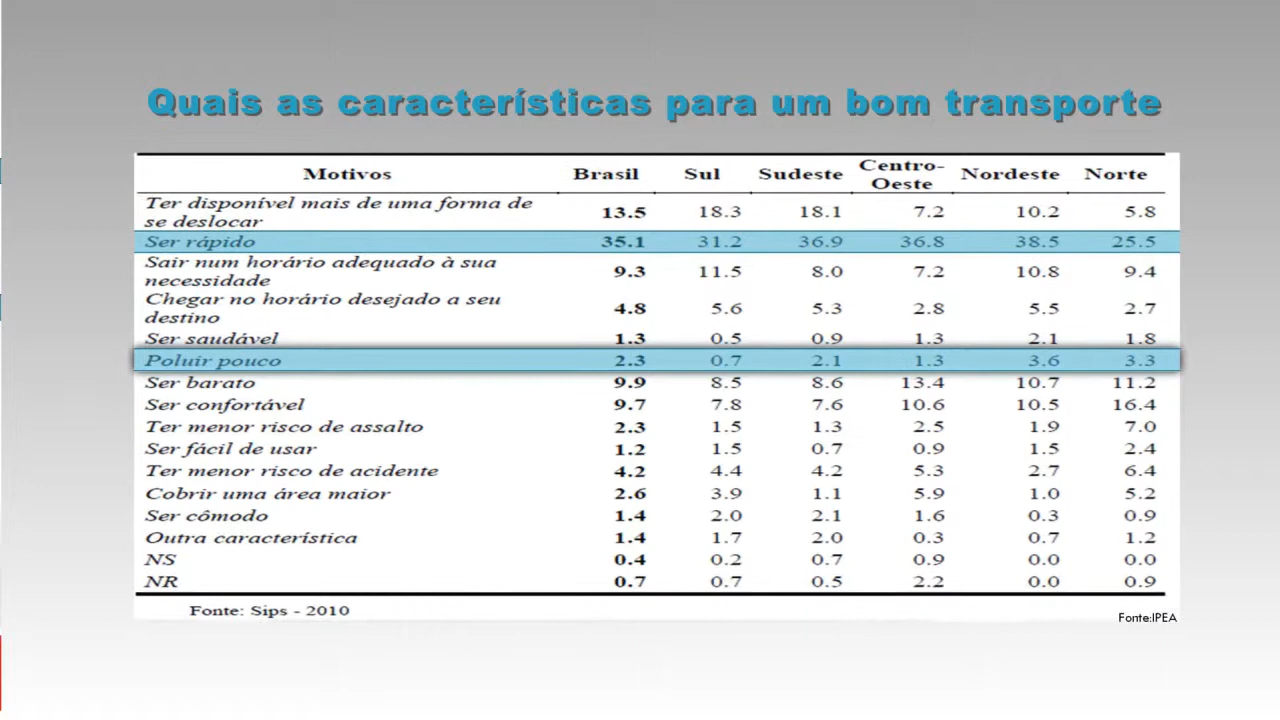 Quais as características para um bom transporte
Motivos Brasil Sul Sudeste Centro-Oeste Nordeste Norte
Ter disponível mais de uma forma de
se deslocar 13.5 18.3 18.1 7.2 10.2 5.8
Ser rápido 35.1 31.2 36.9 36.8 38.5 25.5
Sair num horário adequado à sua
necessidade 9.3 11.5 8.0 7.2 10.8 9.4
Chegar no horário desejado a seu
destino 4.8 5.6 5.3 2.8 5.5 2.7
Ser saudável 1.3 0.5 0.9 1.3 2.1 1.8
Poluir pouco 2.3 0.7 2.1 1.3 3.6 3.3
Ser barato 9.9 8.5 8.6 13.4 10.7 11.2
Ser confortável 9.7 7.8 7.6 10.6 10.5 16.4
Ter menor risco de assalto 2.3 1.5 1.3 2.5 1.9 7.0
Ser fácil de usar 1.2 1.5 0.7 0.9 1.5 2.4
Ter menor risco de acidente 4.2 4.4 4.2 5.3 2.7 6.4
Cobrir uma área maior 2.6 3.9 1.1 5.9 1.0 5.2
Ser cômodo 1.4 2.0 2.1 1.6 0.3 0.9
Outra característica 1.4 1.7 2.0 0.3 0.7 1.2
NS 0.4 0.2 0.7 0.9 0.0 0.0
NR 0.7 0.7 0.5 2.2 0.0 0.9
Fonte: Sips - 2010
Fonte:IPEA